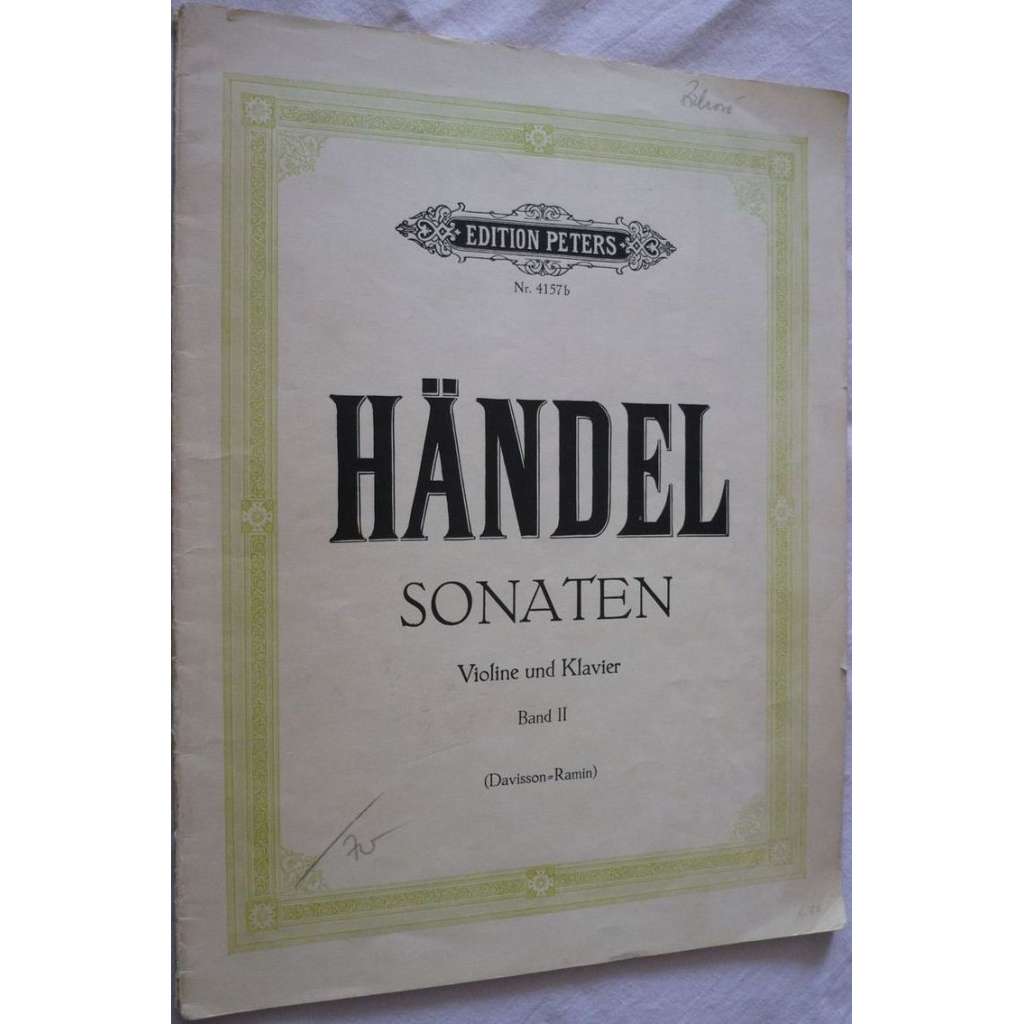 EDITION PETERS
Nr. 4157b
HÄNDEL
SONATEN
Violine und Klavier
Band II
(Davisson=Ramin)